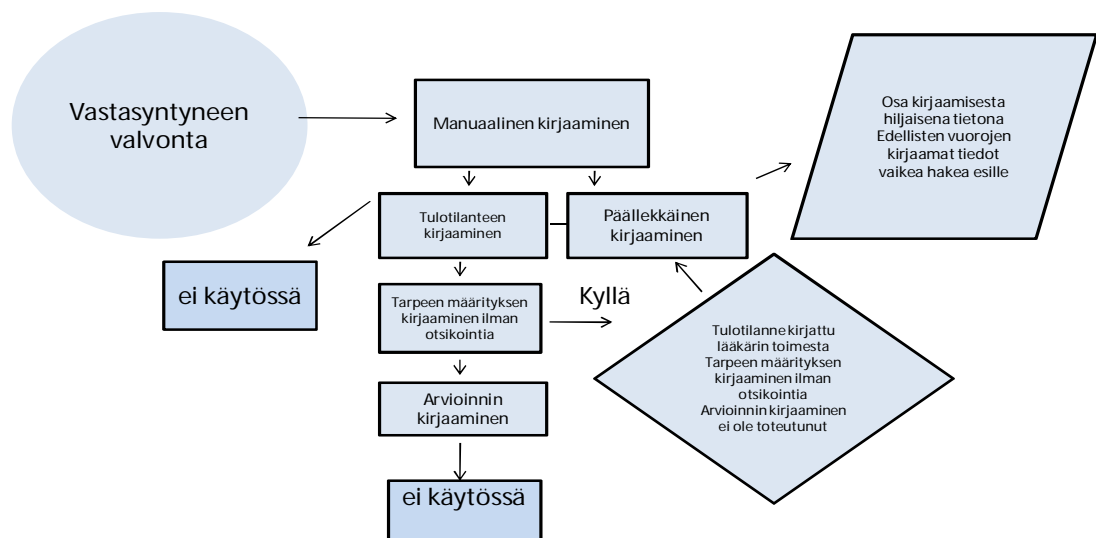 Vastasyntyneen
valvonta
Manuaalinen kirjaaminen
Osa kirjaamisesta
hiljaisena tietona
Edellisten vuorojen
kirjaamat tiedot
vaikea hakea esille
Tulotilanteen
kirjaaminen
Päällekkäinen
kirjaaminen
ei käytössä
Tarpeen määrityksen
kirjaaminen ilman
otsikointia
Kyllä
Tulotilanne kirjattu
lääkärin toimesta
Tarpeen määrityksen
kirjaaminen ilman
otsikointia
Arvioinnin kirjaaminen
ei ole toteutunut
Arvioinnin
kirjaaminen
ei käytössä